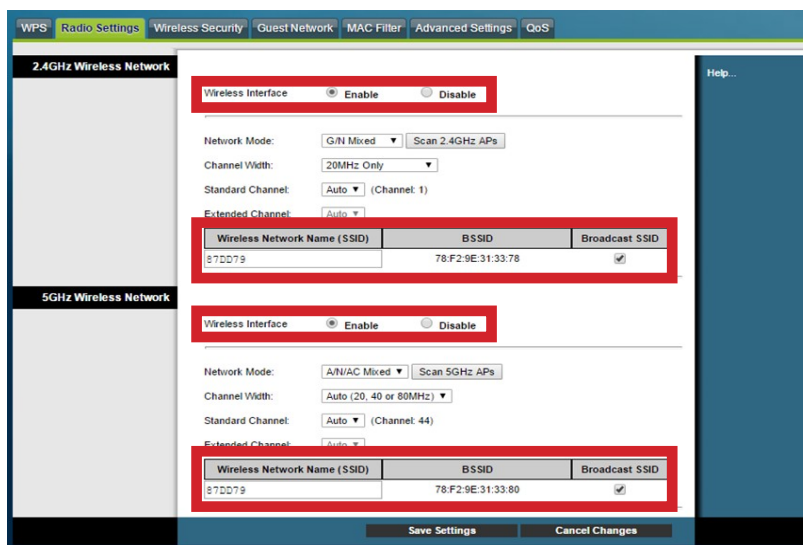 WPS Radio Settings Wireless Security Guest Network MAC Filter Advanced Settings QoS
2.4GHz Wireless Network
Help...
Wireless Interface Enable Disable
Network Mode: G/N Mixed Scan 2.4GHz APs
Channel Width: 20MHz Only
Standard Channel: Auto (Channel: 1)
Extended Channel: Auto
Wireless Network Name (SSID) BSSID Broadcast SSID
87DD79 78:F2:9E:31:33:78
5GHz Wireless Network
Wireless Interface Enable Disable
Network Mode: A/N/AC Mixed Scan 5GHz APs
Channel Width: Auto (20, 40 or 80MHz)
Standard Channel: Auto (Channel: 44)
Extended Channel: Auto
Wireless Network Name (SSID) BSSID Broadcast SSID
87DD79 78:F2:9E:31:33:80
Save Settings Cancel Changes